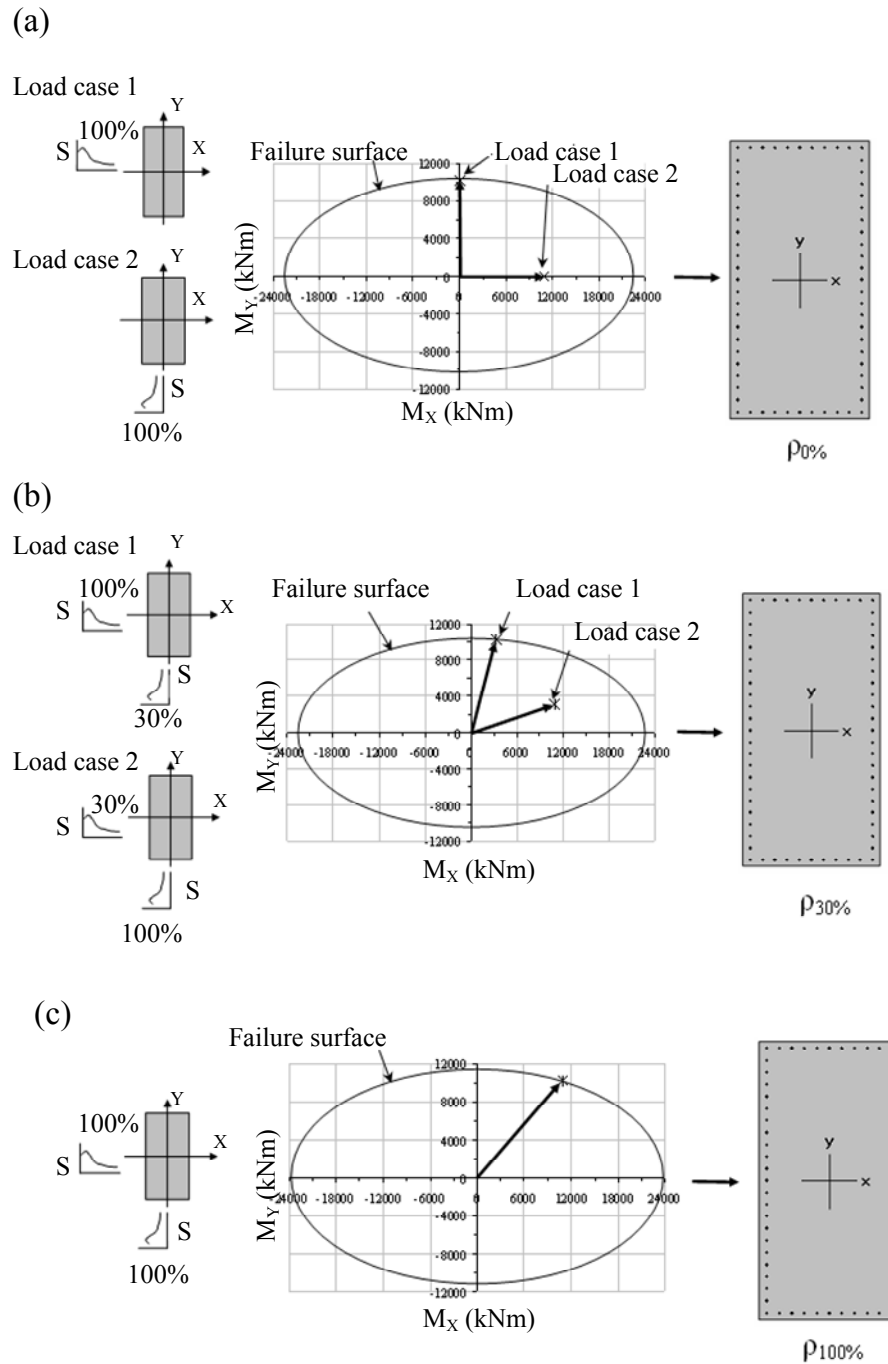 (a)
Load case 1
Y
100%
S
X
Load case 2
Y
X
S
100%
Failure surface
Load case 1
Load case 2
12000
8000
4000
0
-4000
-8000
-12000
-24000 -18000 -12000 -6000 0 6000 12000 18000 24000
M_Y (kNm)
M_X (kNm)
y
x
ρ0%
(b)
Load case 1
Y
100%
S
X
S
30%
Load case 2
Y
30%
S
X
S
100%
Failure surface
Load case 1
Load case 2
12000
8000
4000
0
-4000
-8000
-12000
-24000 -18000 -12000 -6000 0 6000 12000 18000 24000
M_Y (kNm)
M_X (kNm)
y
x
ρ30%
(c)
Y
100%
S
X
S
100%
Failure surface
12000
8000
4000
0
-4000
-8000
-12000
-24000 -18000 -12000 -6000 0 6000 12000 18000 24000
M_Y (kNm)
M_X (kNm)
y
x
ρ100%